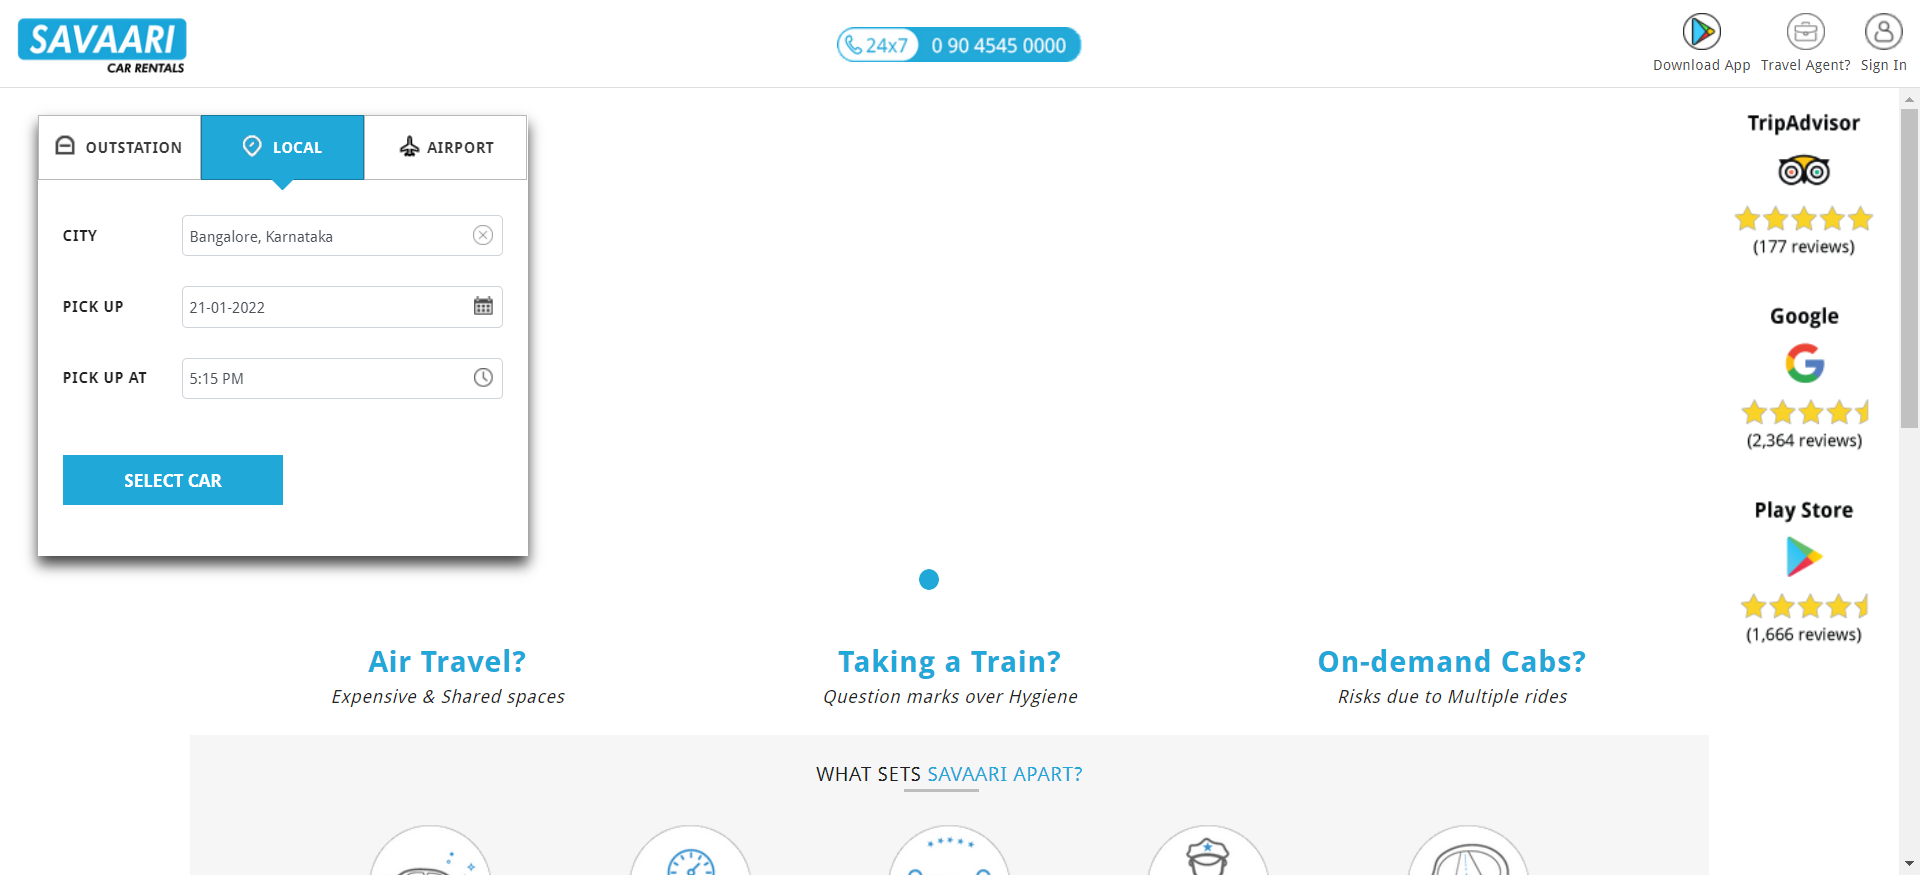 SAVAARI
CAR RENTALS
24x7 0 90 4545 0000
Download App
Travel Agent?
Sign In
OUTSTATION
LOCAL
AIRPORT
CITY
Bangalore, Karnataka
PICK UP
21-01-2022
PICK UP AT
5:15 PM
SELECT CAR
TripAdvisor
(177 reviews)
Google
(2,364 reviews)
Play Store
(1,666 reviews)
Air Travel?
Expensive & Shared spaces
Taking a Train?
Question marks over Hygiene
On-demand Cabs?
Risks due to Multiple rides
WHAT SETS SAVAARI APART?